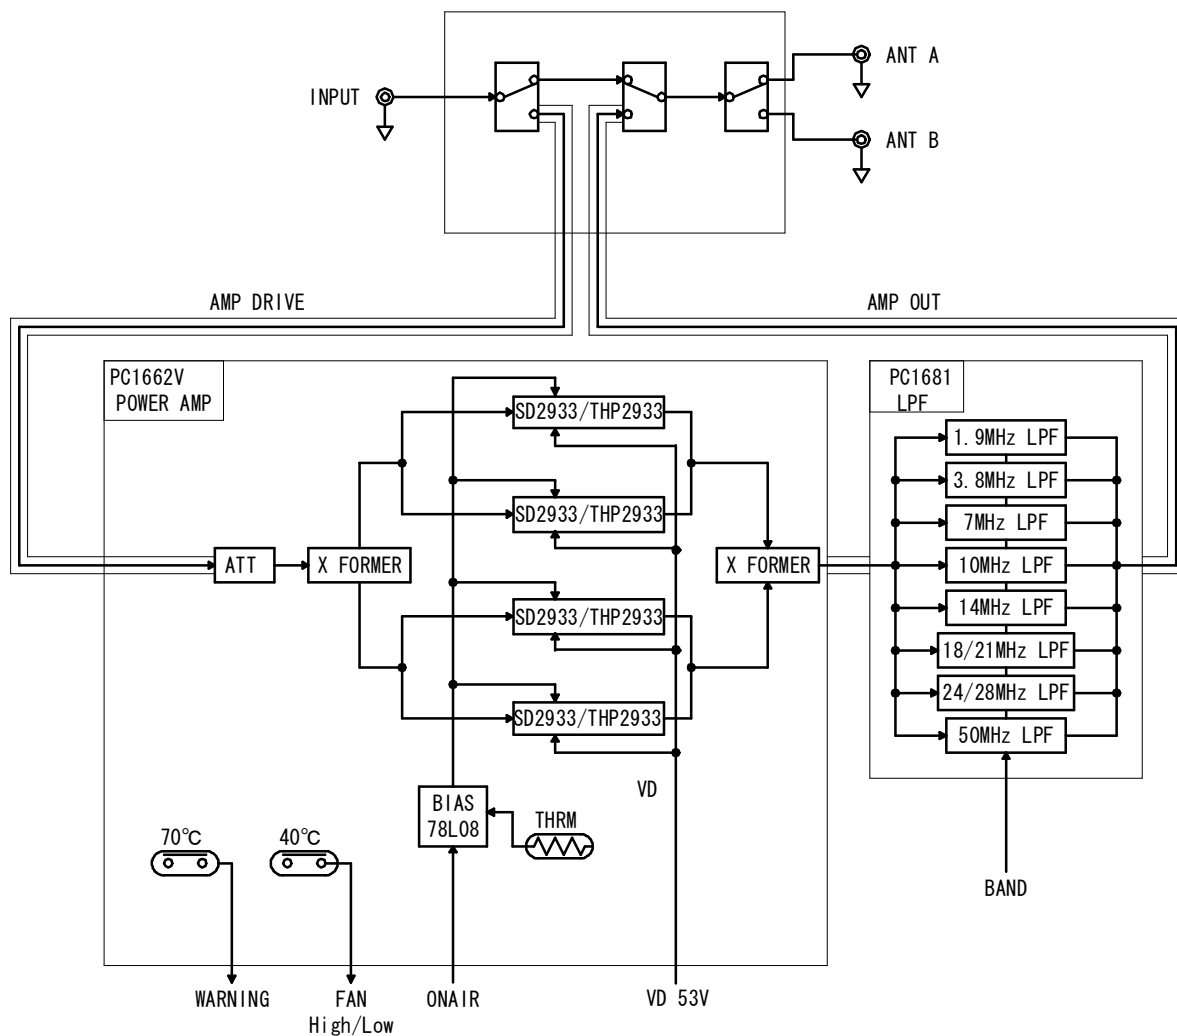 ANT A
INPUT
ANT B
AMP DRIVE
AMP OUT
PC1662V
POWER AMP
PC1681
LPF
SD2933/THP2933
SD2933/THP2933
SD2933/THP2933
SD2933/THP2933
ATT
X FORMER
X FORMER
1.9MHz LPF
3.8MHz LPF
7MHz LPF
10MHz LPF
14MHz LPF
18/21MHz LPF
24/28MHz LPF
50MHz LPF
VD
BIAS
78L08
THRM
70℃
40℃
BAND
WARNING
FAN
High/Low
ONAIR
VD 53V